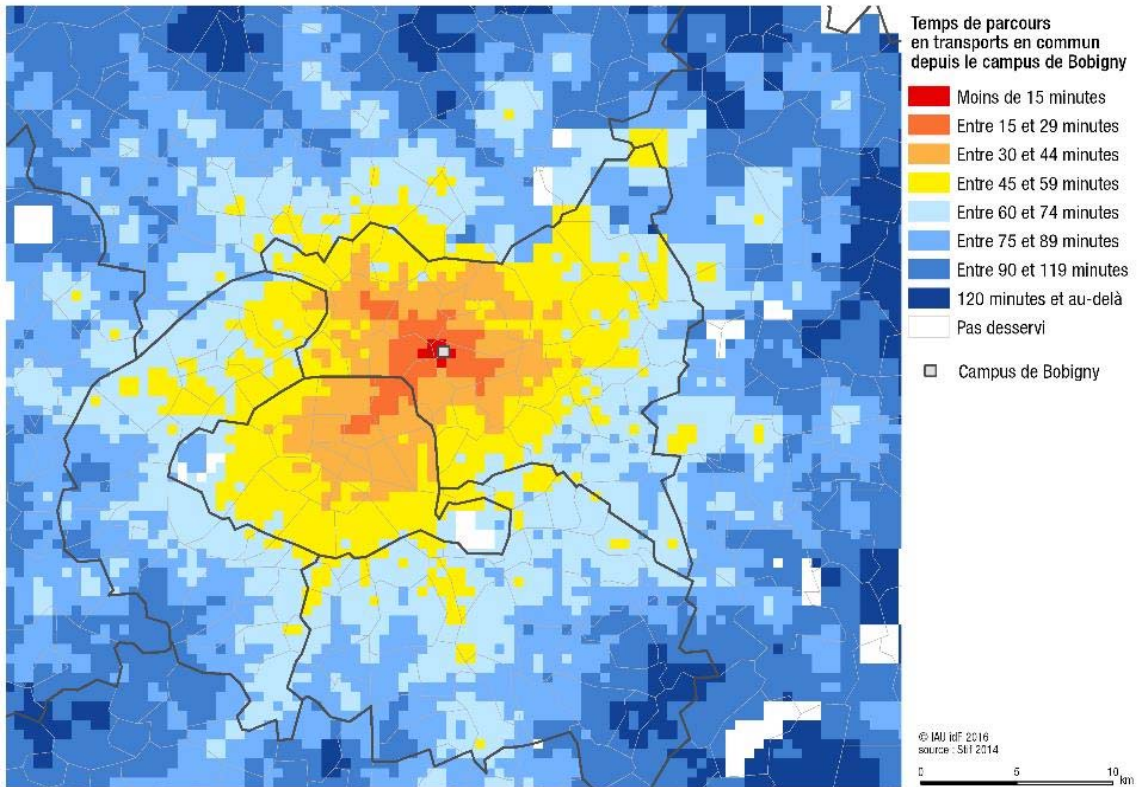 Temps de parcours
en transports en commun
depuis le campus de Bobigny
Moins de 15 minutes
Entre 15 et 29 minutes
Entre 30 et 44 minutes
Entre 45 et 59 minutes
Entre 60 et 74 minutes
Entre 75 et 89 minutes
Entre 90 et 119 minutes
120 minutes et au-delà
Pas desservi
Campus de Bobigny
© IAU îdF 2016
source : Stif 2014
0 5 10
km